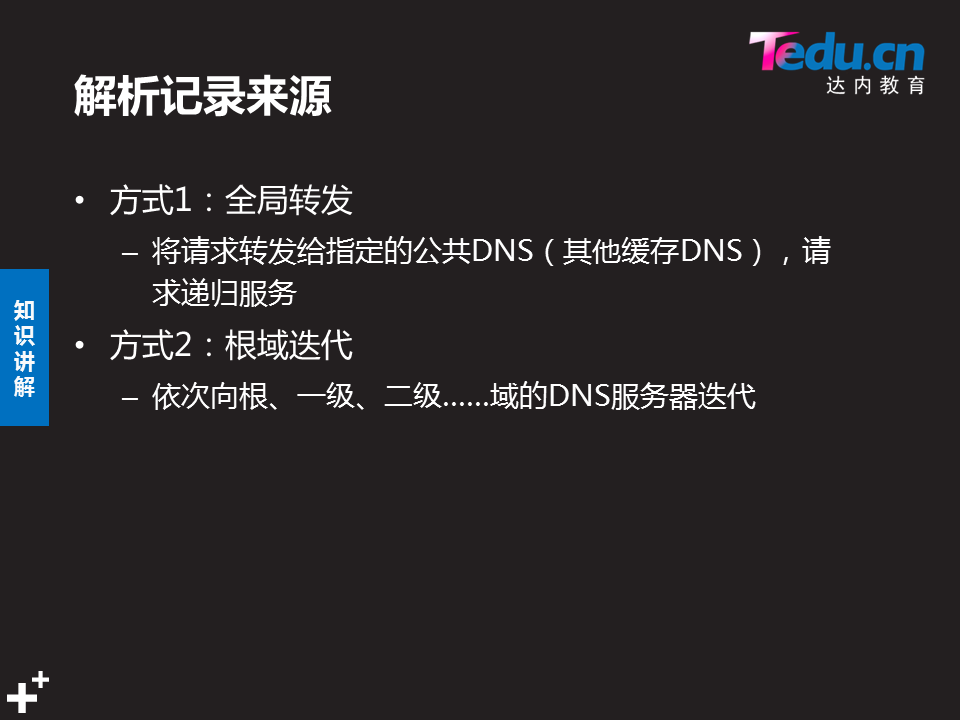 Tedu.cn
达内教育
解析记录来源
• 方式1：全局转发
– 将请求转发给指定的公共DNS（其他缓存DNS），请
求递归服务
• 方式2：根域迭代
– 依次向根、一级、二级……域的DNS服务器迭代
知
识
讲
解